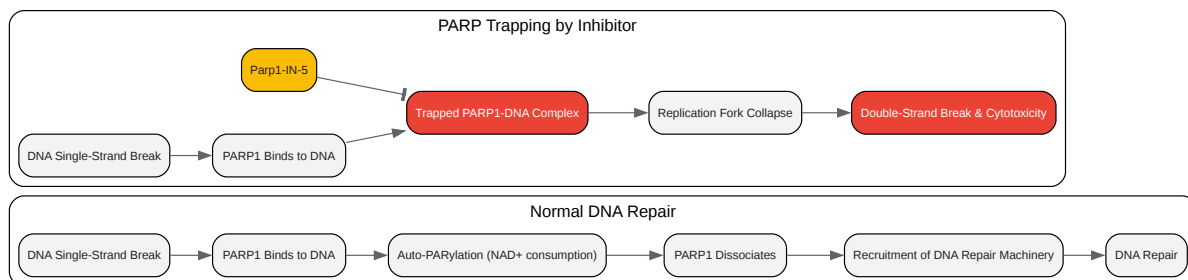 PARP Trapping by Inhibitor
Parp1-IN-5
Trapped PARP1-DNA Complex
Replication Fork Collapse
Double-Strand Break & Cytotoxicity
DNA Single-Strand Break
PARP1 Binds to DNA
Normal DNA Repair
DNA Single-Strand Break
PARP1 Binds to DNA
Auto-PARylation (NAD+ consumption)
PARP1 Dissociates
Recruitment of DNA Repair Machinery
DNA Repair